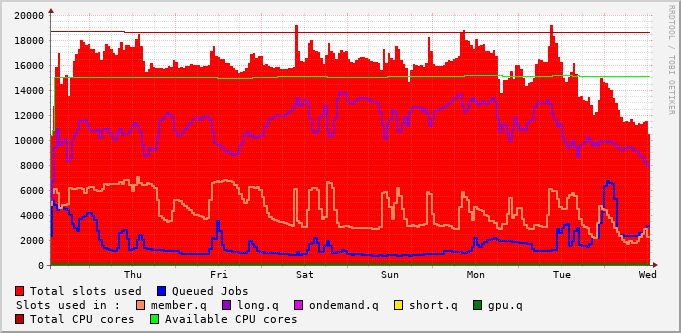 20000
18000
16000
14000
12000
10000
8000
6000
4000
2000
0
Thu Fri Sat Sun Mon Tue Wed
RRDTOOL / TOBI OETIKER
Total slots used Queued Jobs
Slots used in : member.q long.q ondemand.q short.q gpu.q
Total CPU cores Available CPU cores